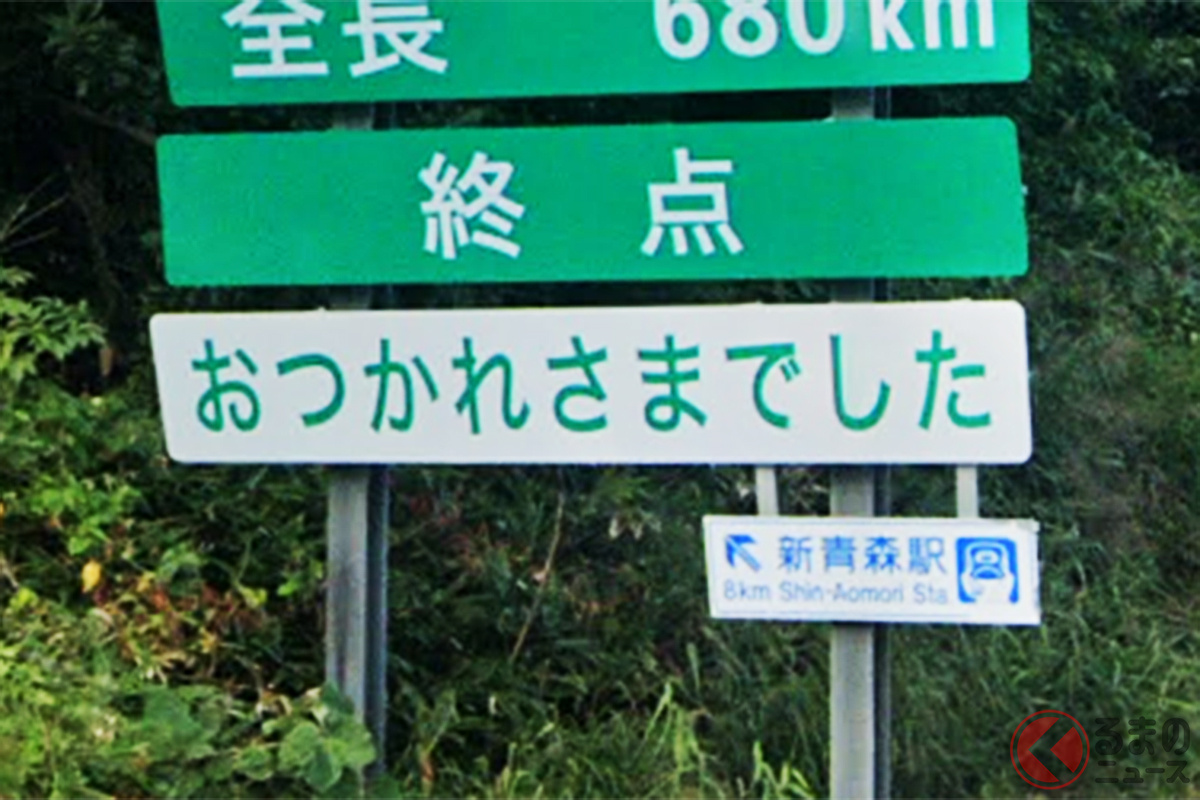 全長 680km
終点
おつかれさまでした
新青森駅
8km Shin-Aomori Sta
くるまの
ニュース